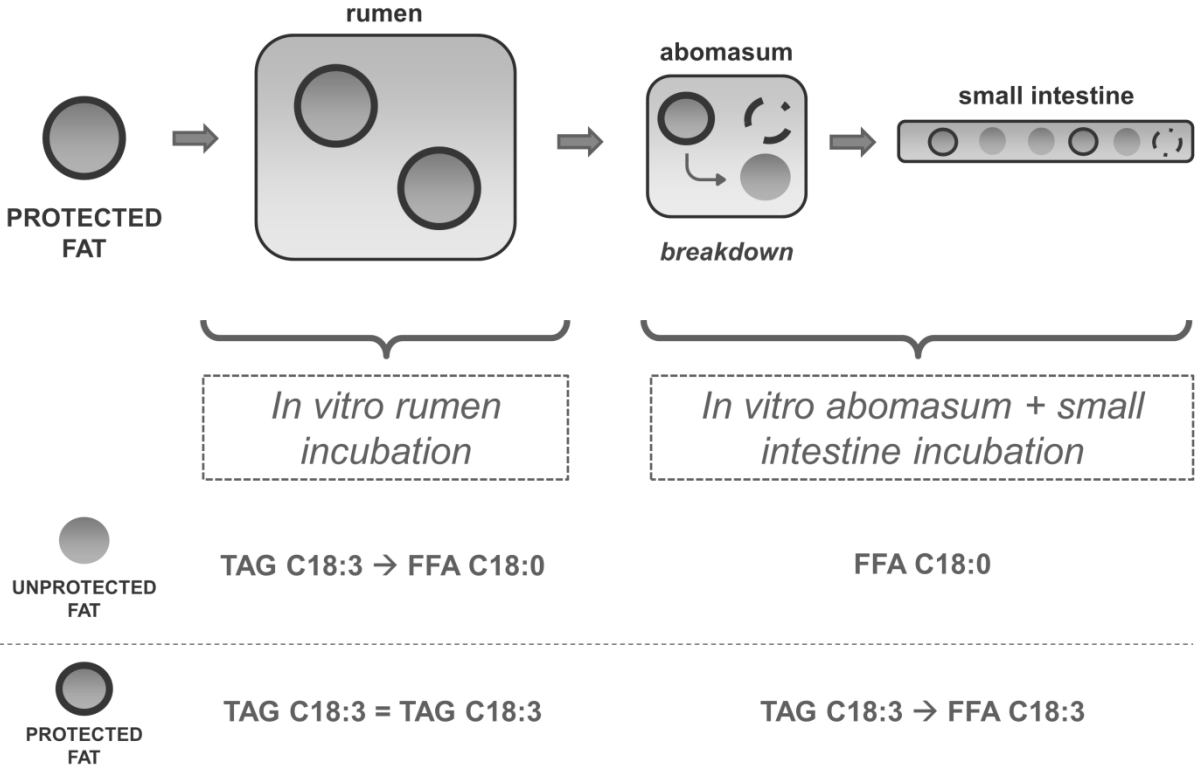 rumen
abomasum
small intestine
PROTECTED
FAT
breakdown
In vitro rumen
incubation
In vitro abomasum + small
intestine incubation
UNPROTECTED
FAT
TAG C18:3 → FFA C18:0
FFA C18:0
PROTECTED
FAT
TAG C18:3 = TAG C18:3
TAG C18:3 → FFA C18:3